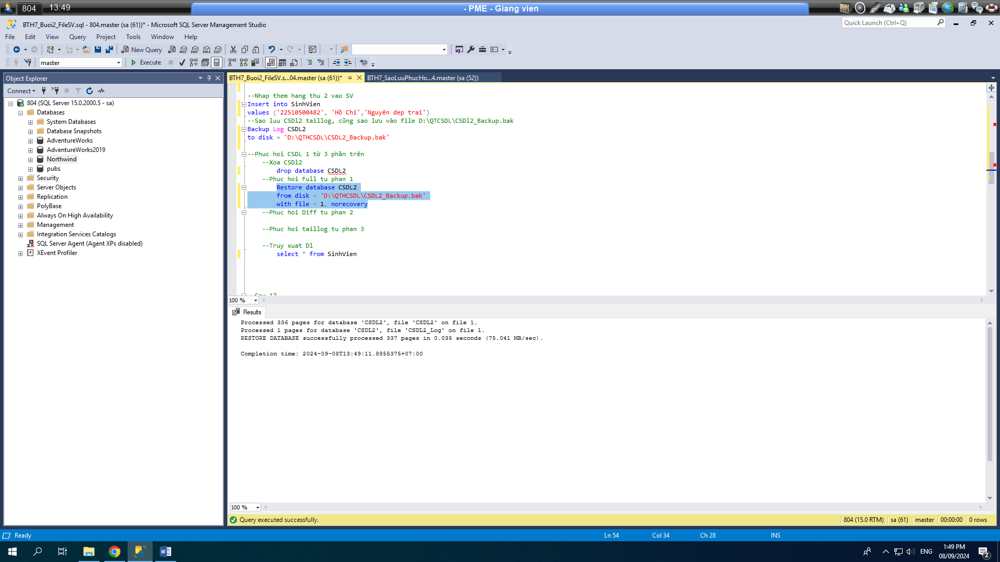 804
13:49
- PME - Giang vien
BTH7_Buoi2_FileSV.sql - 804.master (sa (61))* - Microsoft SQL Server Management Studio
Quick Launch (Ctrl+Q)
File Edit View Query Project Tools Window Help
New Query
MDX DMX XMLA DAX
master
Execute
Object Explorer
BTH7_Buoi2_FileSV.s...04.master (sa (61))*
BTH7_SaoLuuPhucHo...4.master (sa (52))
Connect
804 (SQL Server 15.0.2000.5 - sa)
Databases
System Databases
Database Snapshots
AdventureWorks
AdventureWorks2019
Northwind
pubs
Security
Server Objects
Replication
PolyBase
Always On High Availability
Management
Integration Services Catalogs
SQL Server Agent (Agent XPs disabled)
XEvent Profiler
--Nhap them hang thu 2 vao SV
Insert into SinhVien
values ('22510500482', 'Hồ Chí','Nguyên dep trai')
--Sao luu CSDl2 taillog, cũng sao lưu vào file D:\QTCSDL\CSDl2_Backup.bak
Backup Log CSDL2
to disk = 'D:\QTHCSDL\CSDL2_Backup.bak'
--Phuc hoi CSDL 1 từ 3 phần trên
--Xoa CSDl2
drop database CSDL2
--Phuc hoi Full tu phan 1
Restore database CSDL2
from disk = 'D:\QTHCSDL\CSDL2_Backup.bak'
with file = 1, norecovery
--Phuc hoi Diff tu phan 2
--Phuc hoi taillog tu phan 3
--Truy xuat Dl
select * from SinhVien
100 %
Results
Processed 336 pages for database 'CSDL2', file 'CSDL2' on file 1.
Processed 1 pages for database 'CSDL2', file 'CSDL2_Log' on file 1.
RESTORE DATABASE successfully processed 337 pages in 0.035 seconds (75.041 MB/sec).
Completion time: 2024-09-08T13:49:11.8855375+07:00
100 %
Query executed successfully.
804 (15.0 RTM) sa (61) master 00:00:00 0 rows
Ready
Ln 54 Col 34 Ch 28 INS
ENG
1:49 PM
08/09/2024
2